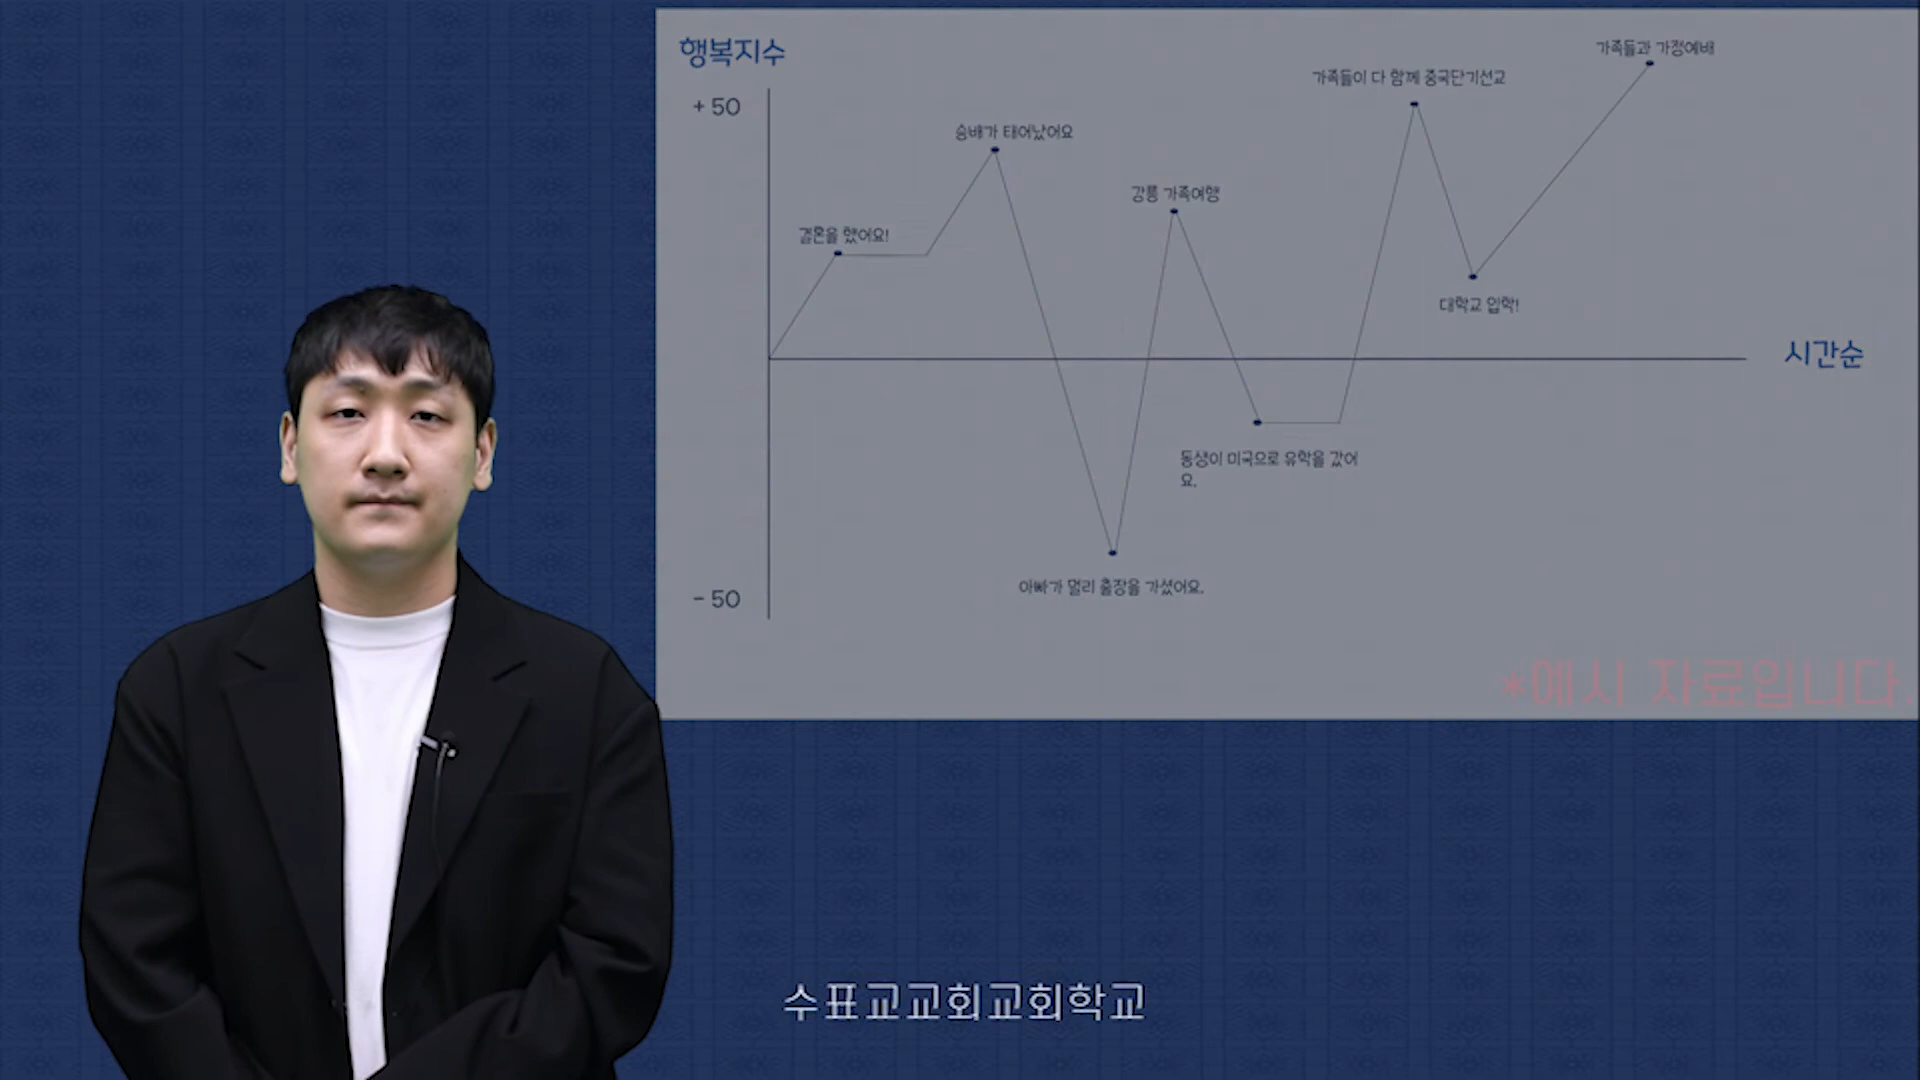 행복지수
+ 50
가족들과 가정예배
가족들이 다 함께 중국단기선교
승배가 태어났어요
강릉 가족여행
결혼을 했어요!
대학교 입학!
시간순
동생이 미국으로 유학을 갔어
요.
아빠가 멀리 출장을 가셨어요.
- 50
*예시 자료입니다.
수표교교회교회학교